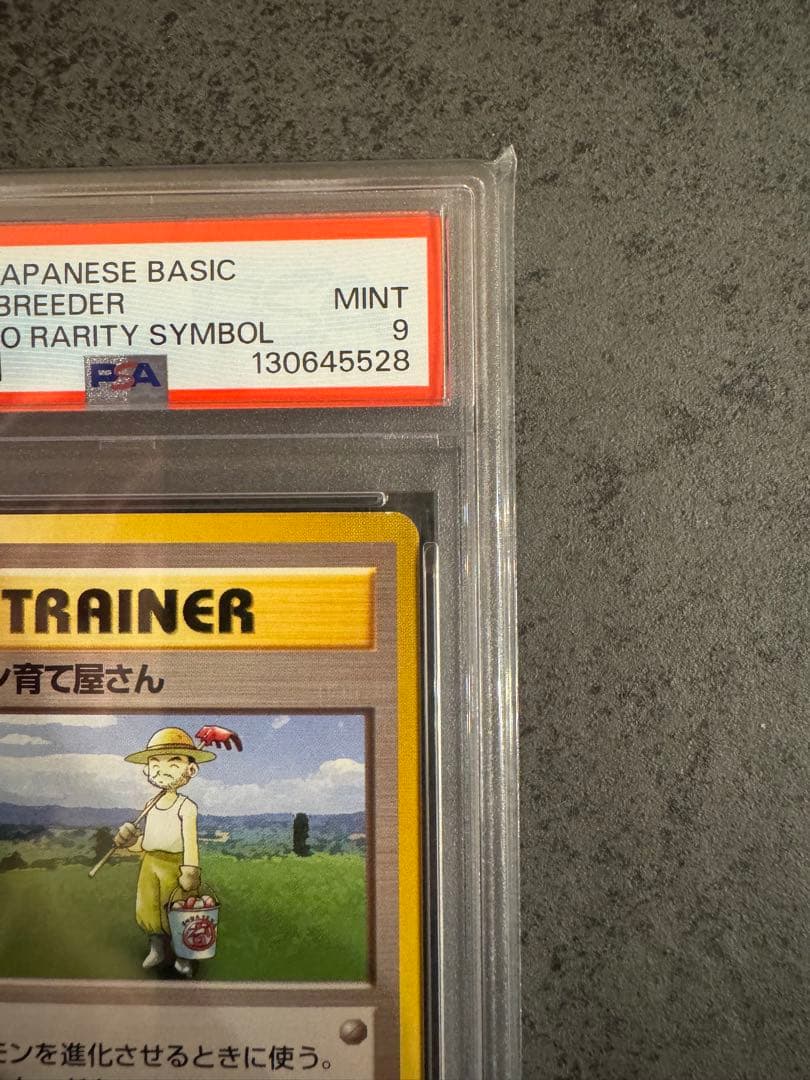 APANESE BASIC
BREEDER MINT
O RARITY SYMBOL 9
PSA 130645528
TRAINER
ン育て屋さん
モンを進化させるときに使う。